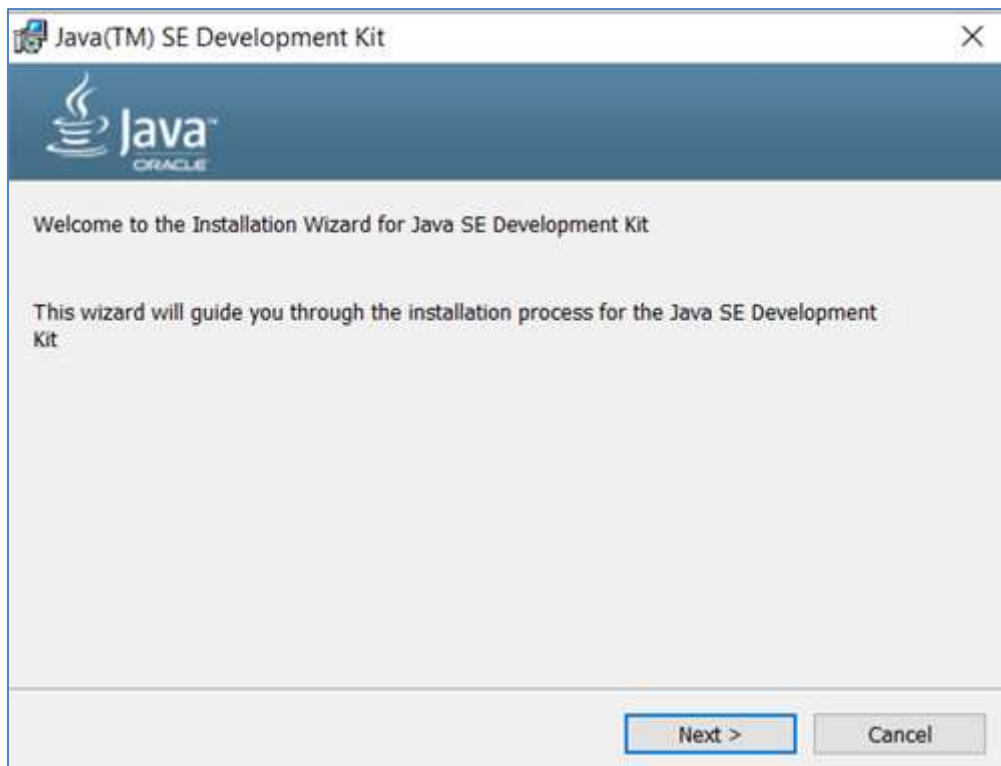 Java(TM) SE Development Kit
Java™
ORACLE
Welcome to the Installation Wizard for Java SE Development Kit
This wizard will guide you through the installation process for the Java SE Development
Kit
Next >
Cancel